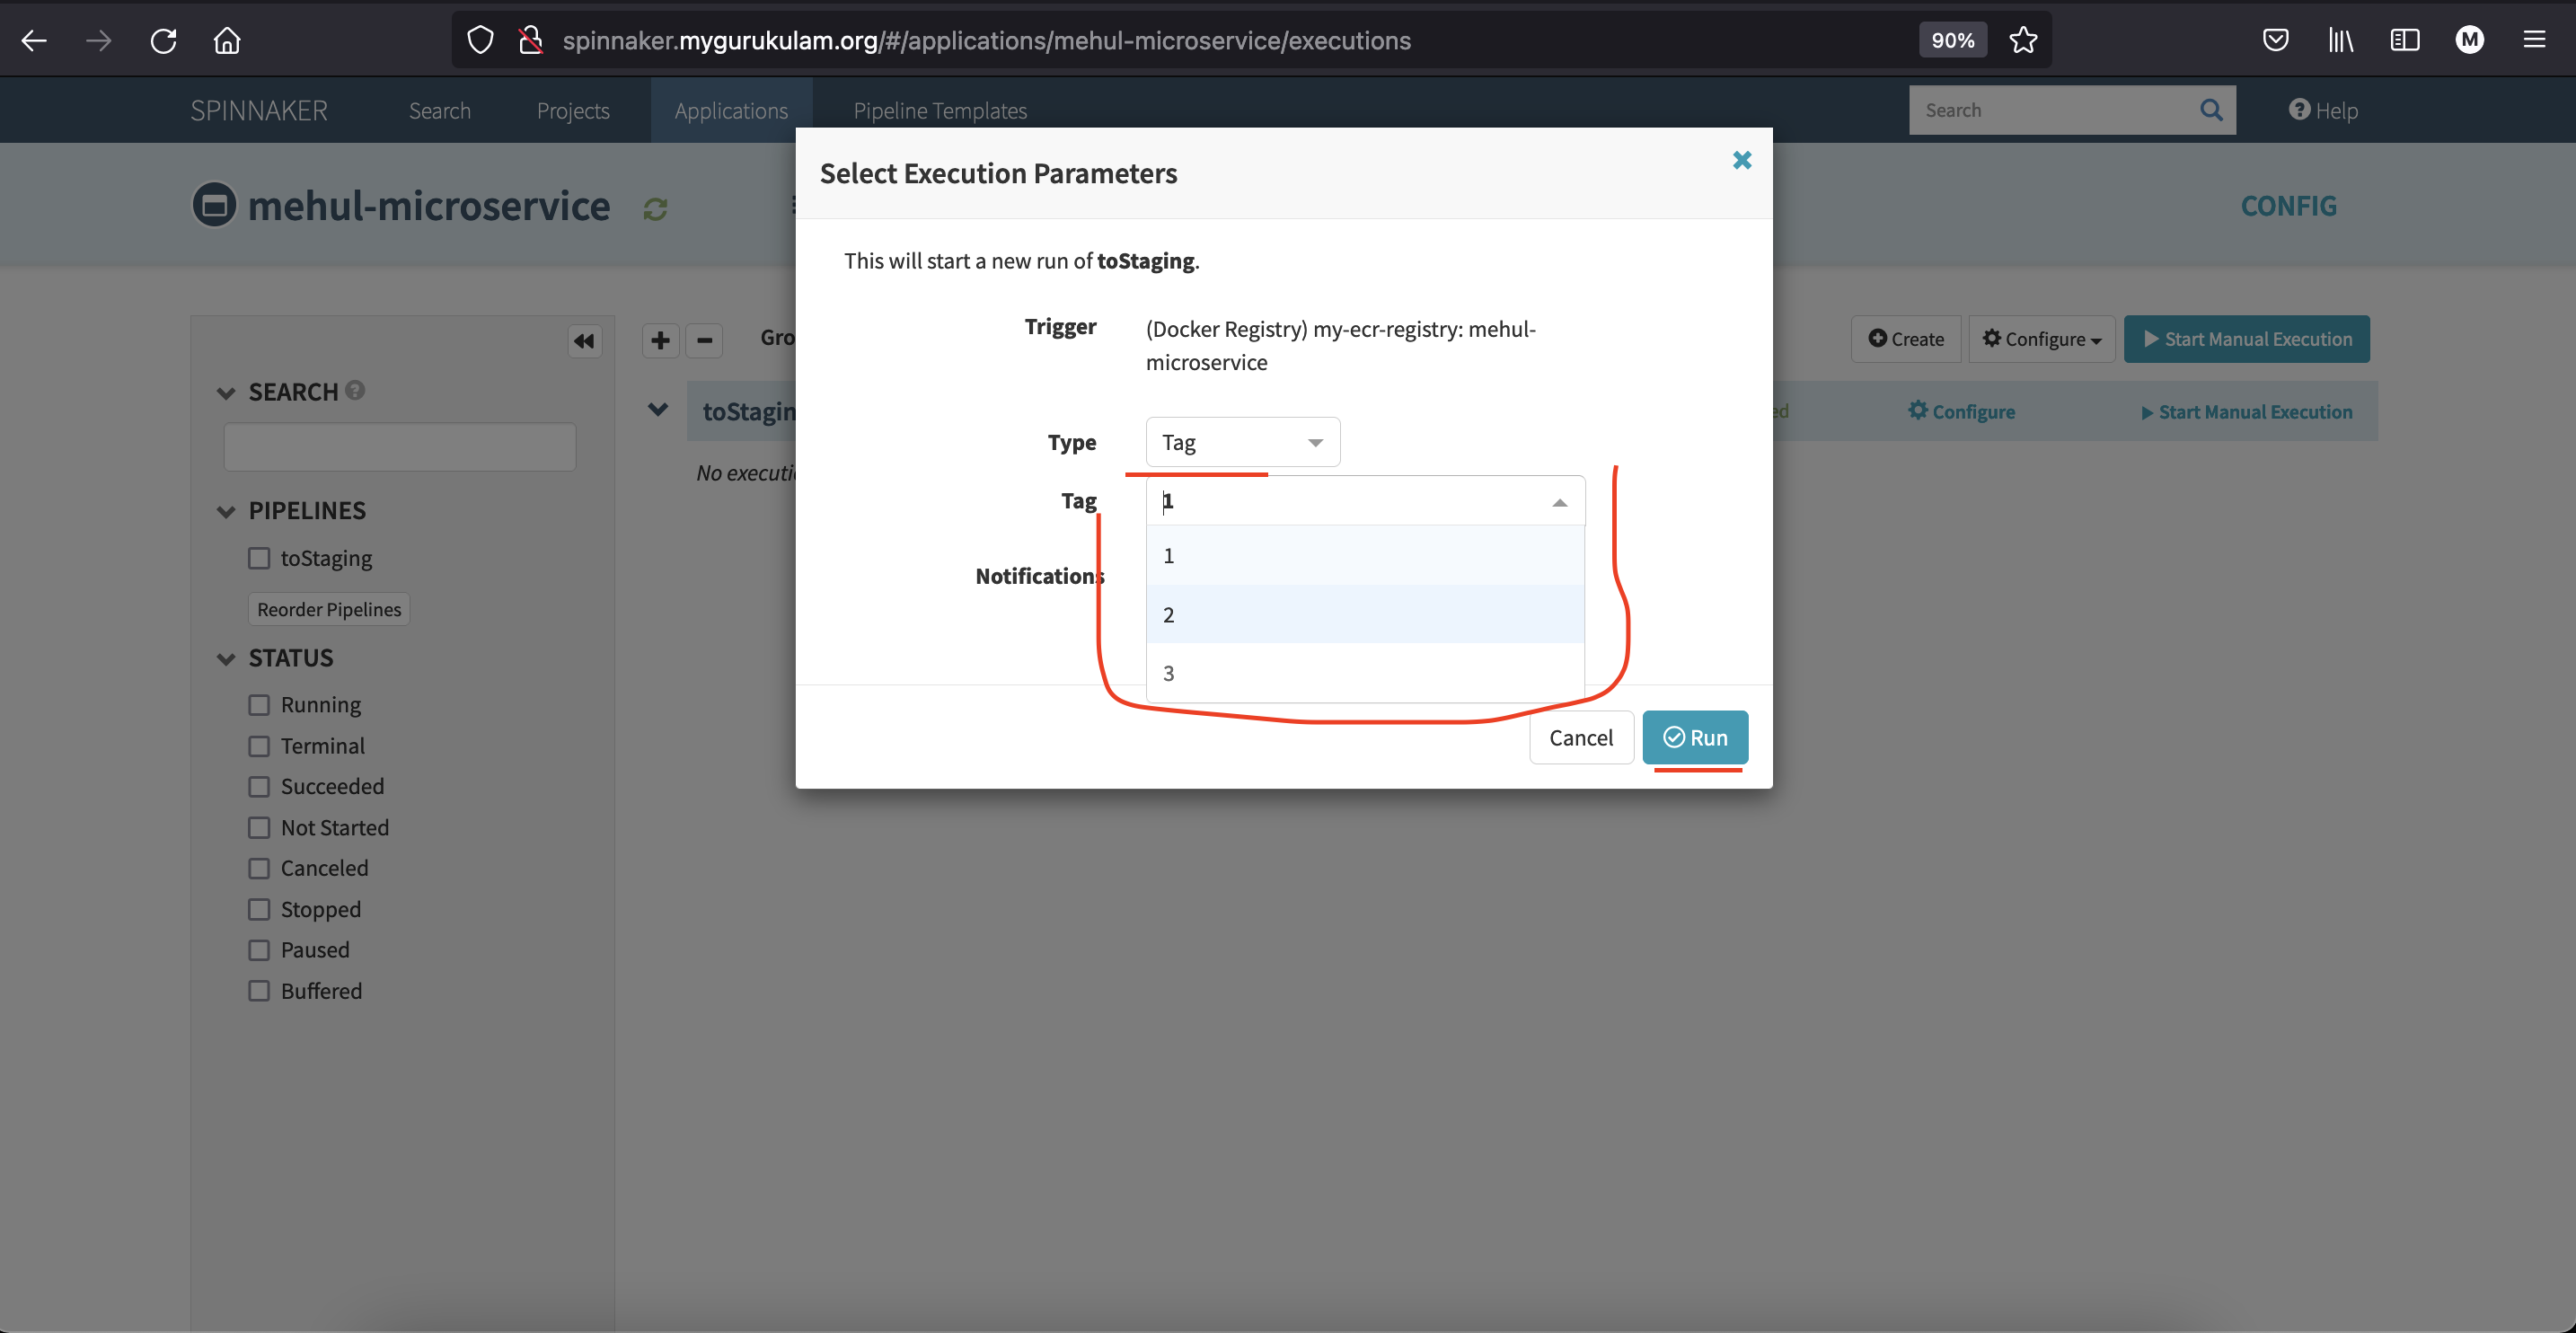 spinnaker.mygurukulam.org/#/applications/mehul-microservice/executions
90%
M
SPINNAKER
Search
Projects
Applications
Pipeline Templates
Search
Help
mehul-microservice
CONFIG
Select Execution Parameters
This will start a new run of toStaging.
Trigger
(Docker Registry) my-ecr-registry: mehul-
microservice
Type
Tag
Tag
1
1
2
3
Notifications
Cancel
Run
Gro
Create
Configure
Start Manual Execution
toStagin
ed
Configure
Start Manual Execution
No executi
SEARCH
PIPELINES
toStaging
Reorder Pipelines
STATUS
Running
Terminal
Succeeded
Not Started
Canceled
Stopped
Paused
Buffered